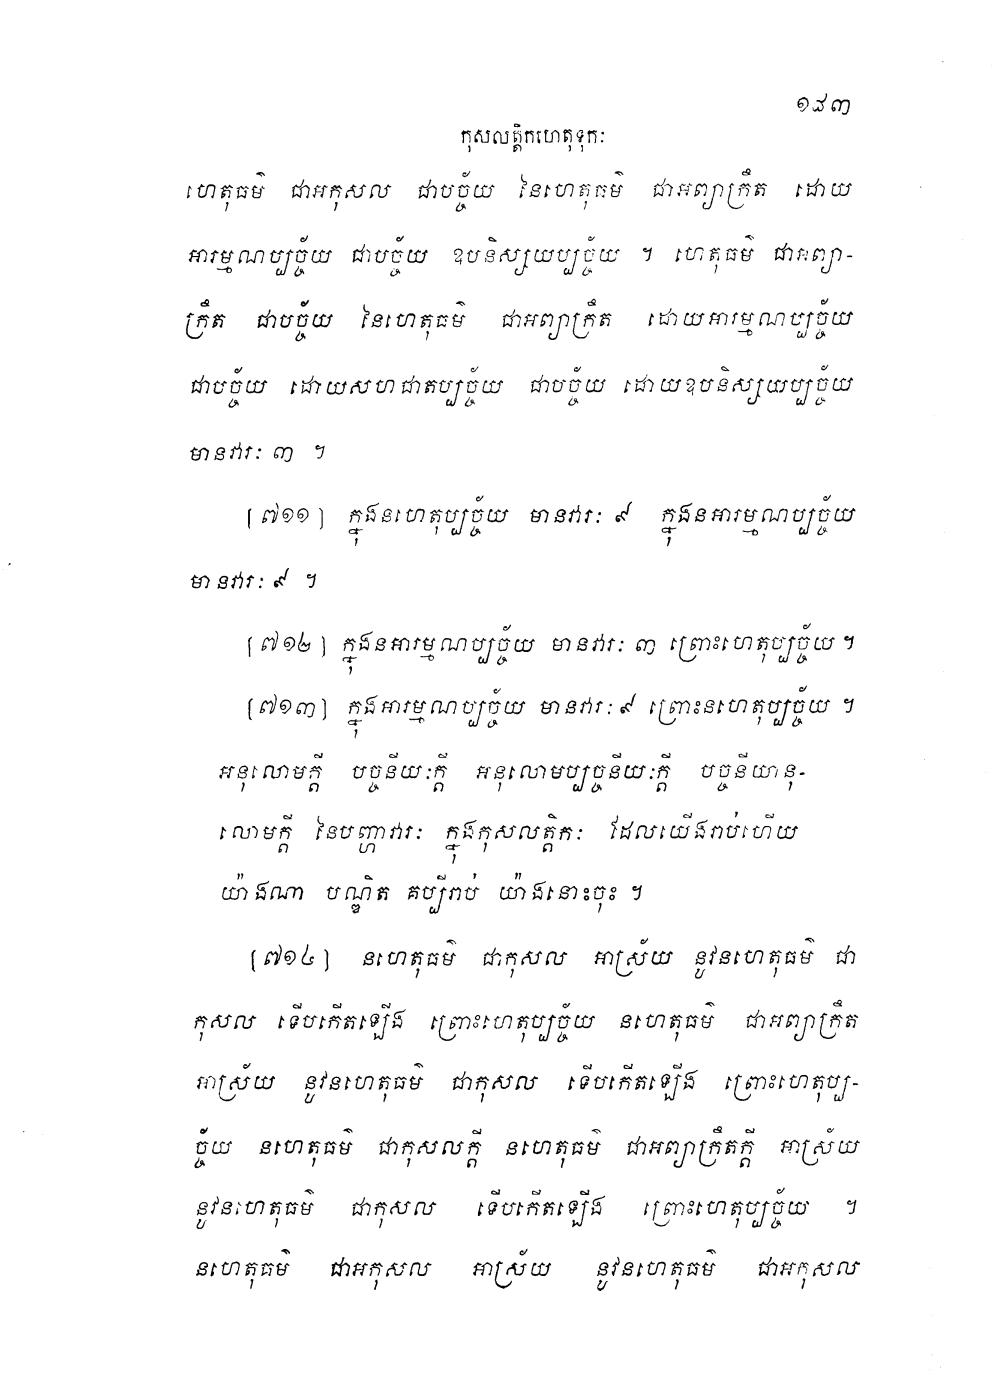 ១៨៣
កុសលត្តិកហេតុទុកៈ
ហេតុធម៌ ជាអកុសល ជាបច្ច័យ នៃហេតុធម៌ ជាអព្យាក្រឹត ដោយ
អារម្មណប្បច្ច័យ ជាបច្ច័យ ឧបនិស្សយប្បច្ច័យ ។ ហេតុធម៌ ជាអព្យា-
ក្រឹត ជាបច្ច័យ នៃហេតុធម៌ ជាអព្យាក្រឹត ដោយអារម្មណប្បច្ច័យ
ជាបច្ច័យ ដោយសហជាតប្បច្ច័យ ជាបច្ច័យ ដោយឧបនិស្សយប្បច្ច័យ
មានវារៈ ៣ ។
[៧១១] ក្នុងនហេតុប្បច្ច័យ មានវារៈ ៩ ក្នុងនអារម្មណប្បច្ច័យ
មានវារៈ ៩ ។
[៧១២] ក្នុងនអារម្មណប្បច្ច័យ មានវារៈ ៣ ព្រោះហេតុប្បច្ច័យ ។
[៧១៣] ក្នុងអារម្មណប្បច្ច័យ មានវារៈ ៩ ព្រោះនហេតុប្បច្ច័យ ។
អនុលោមក្តី បច្ចនីយៈក្តី អនុលោមប្បច្ចនីយៈក្តី បច្ចនីយានុ-
លោមក្តី នៃបញ្ហាវារៈ ក្នុងកុសលត្តិកៈ ដែលយើងរាប់ហើយ
យ៉ាងណា បណ្ឌិត គប្បីរាប់ យ៉ាងនោះចុះ ។
[៧១៤] នហេតុធម៌ ជាកុសល អាស្រ័យ នូវនហេតុធម៌ ជា
កុសល ទើបកើតឡើង ព្រោះហេតុប្បច្ច័យ នហេតុធម៌ ជាអព្យាក្រឹត
អាស្រ័យ នូវនហេតុធម៌ ជាកុសល ទើបកើតឡើង ព្រោះហេតុប្ប-
ច្ច័យ នហេតុធម៌ ជាកុសលក្តី នហេតុធម៌ ជាអព្យាក្រឹតក្តី អាស្រ័យ
នូវនហេតុធម៌ ជាកុសល ទើបកើតឡើង ព្រោះហេតុប្បច្ច័យ ។
នហេតុធម៌ ជាអកុសល អាស្រ័យ នូវនហេតុធម៌ ជាអកុសល